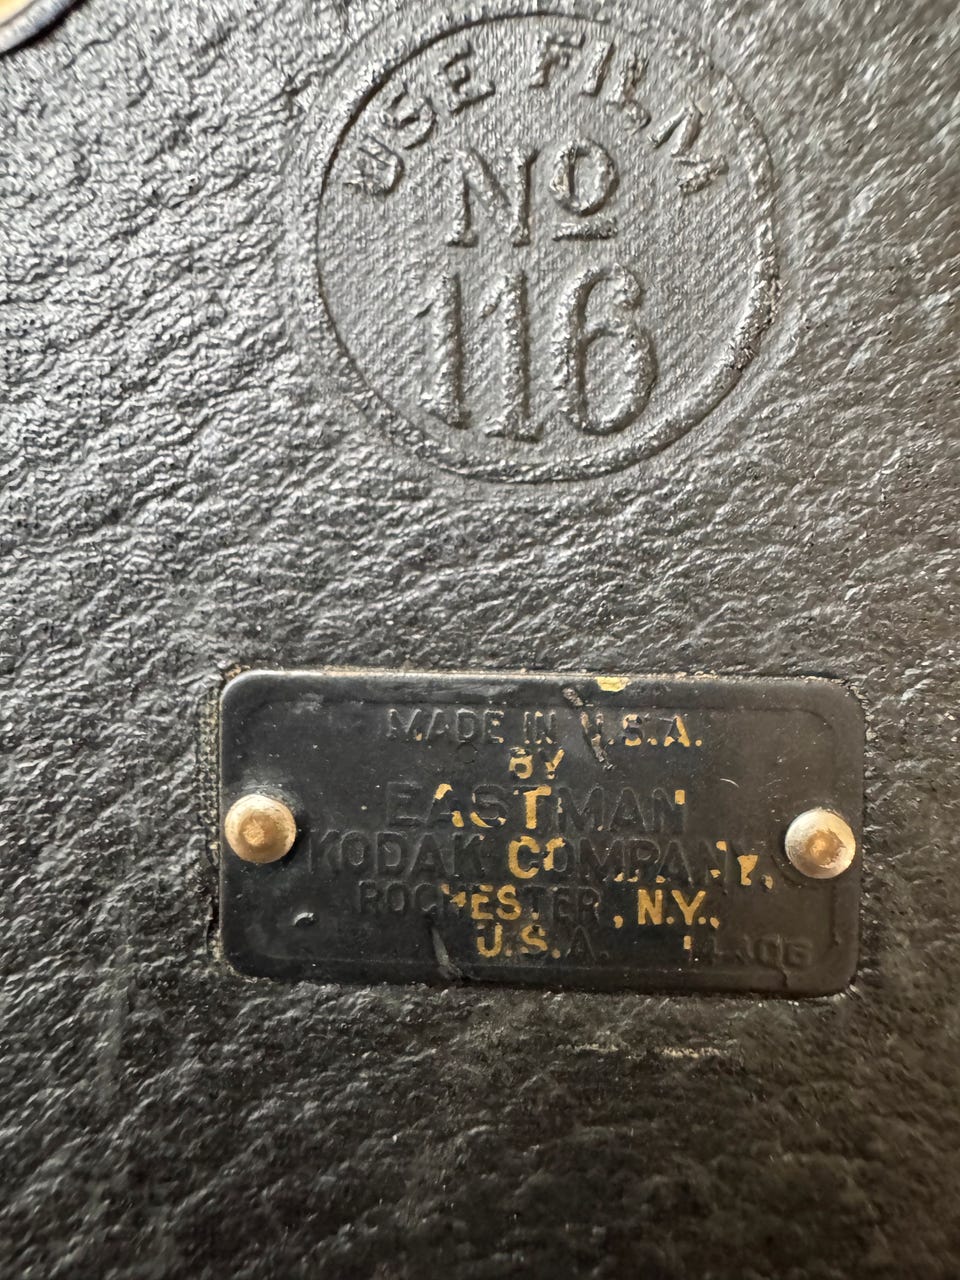 USE FILM
Nº
116
MADE IN U.S.A.
BY
EASTMAN
KODAK COMPANY,
ROCHESTER, N.Y.,
U.S.A.